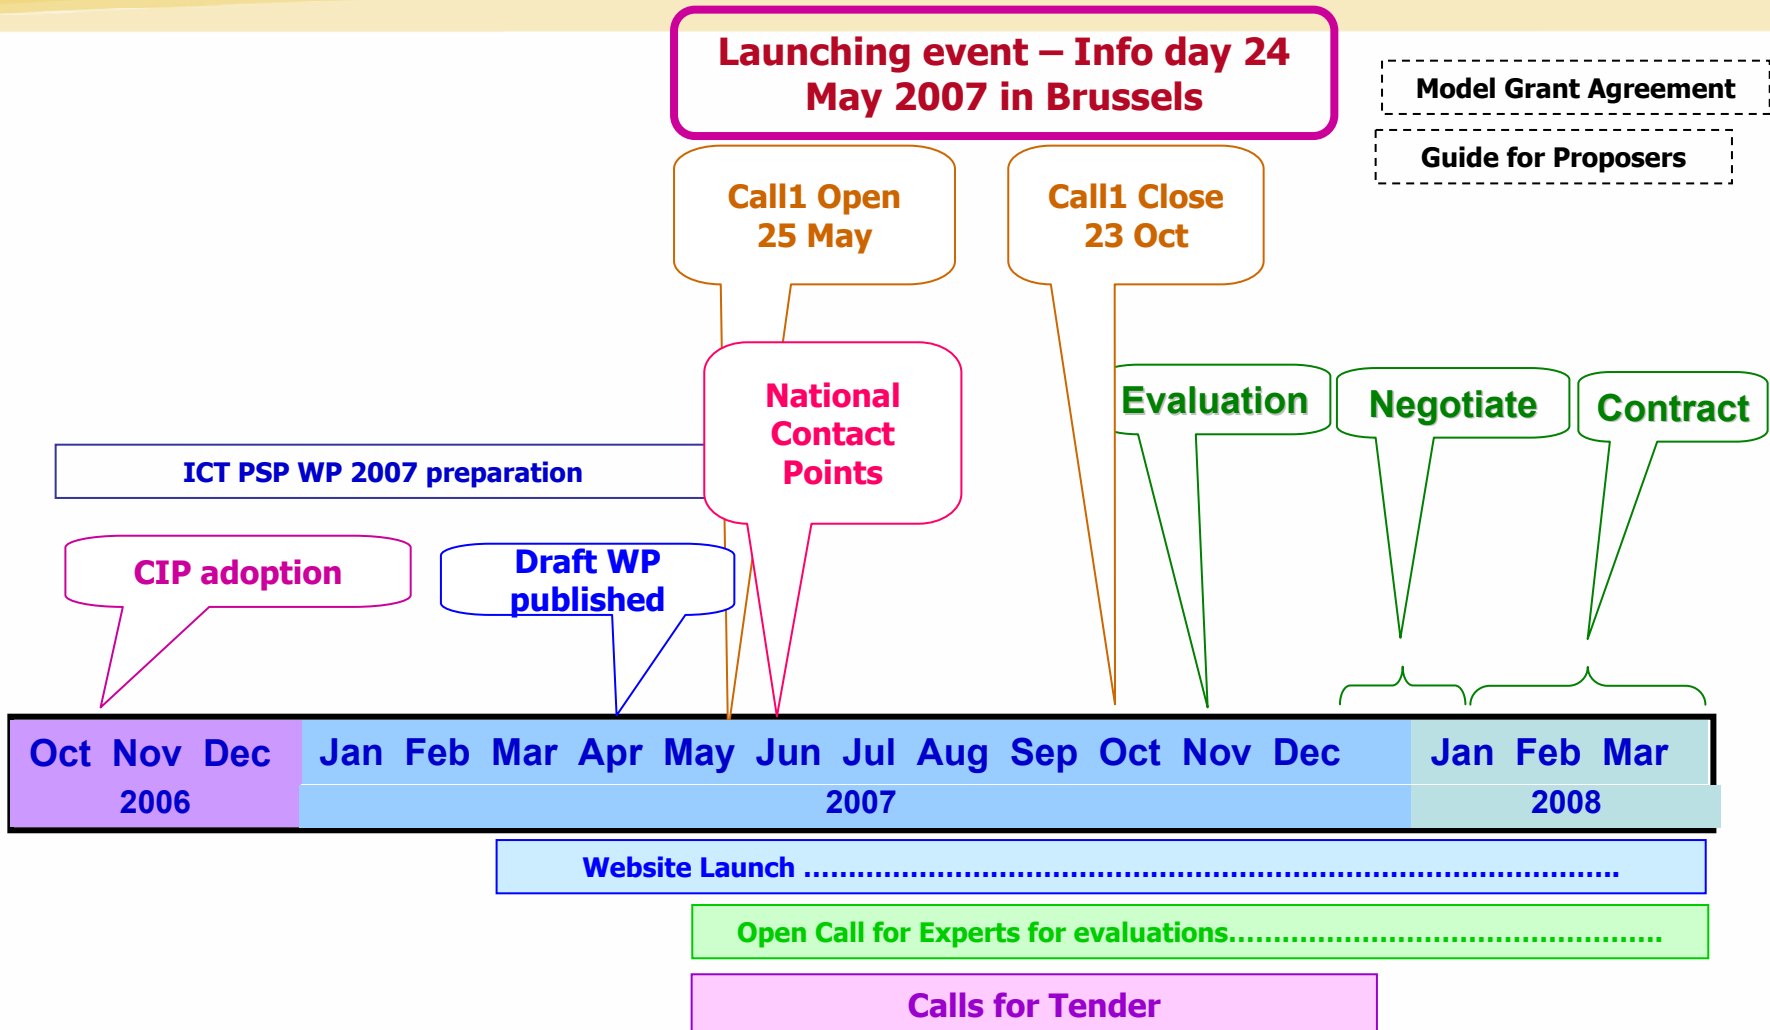 Launching event – Info day 24
May 2007 in Brussels
Model Grant Agreement
Guide for Proposers
Call1 Open
25 May
Call1 Close
23 Oct
National
Contact
Points
Evaluation
Negotiate
Contract
ICT PSP WP 2007 preparation
CIP adoption
Draft WP
published
Oct Nov Dec Jan Feb Mar Apr May Jun Jul Aug Sep Oct Nov Dec Jan Feb Mar
2006 2007 2008
Website Launch ............................................................................................
Open Call for Experts for evaluations.................................................
Calls for Tender